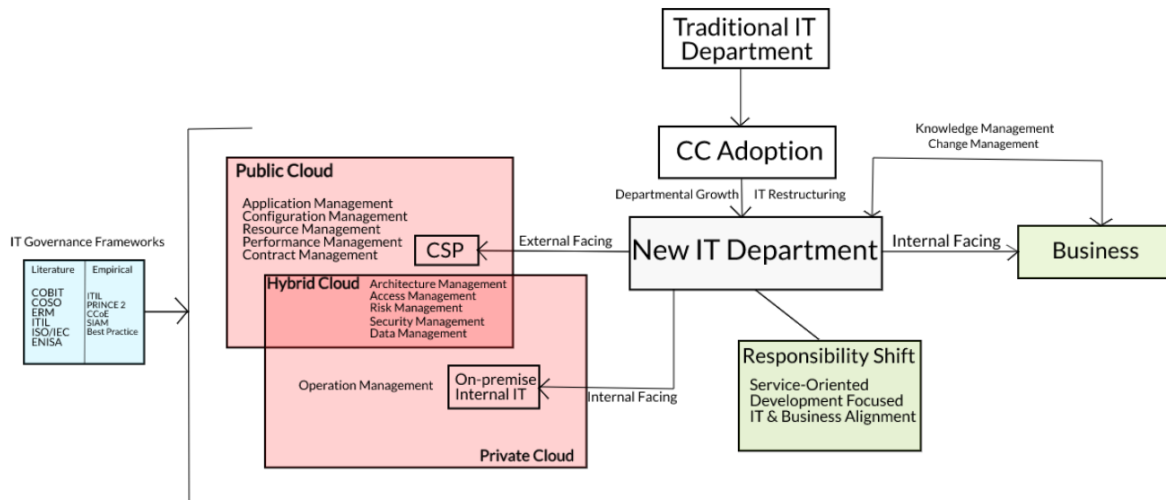 Traditional IT
Department
CC Adoption
Knowledge Management
Change Management
Departmental Growth
IT Restructuring
Public Cloud
Application Management
Configuration Management
Resource Management
Performance Management
Contract Management
CSP
External Facing
New IT Department
Internal Facing
Business
IT Governance Frameworks
Literature
COBIT
COSO
ERM
ITIL
ISO/IEC
ENISA
Empirical
ITIL
PRINCE 2
CCoE
SIAM
Best Practice
Hybrid Cloud
Architecture Management
Access Management
Risk Management
Security Management
Data Management
Operation Management
On-premise
Internal IT
Internal Facing
Private Cloud
Responsibility Shift
Service-Oriented
Development Focused
IT & Business Alignment